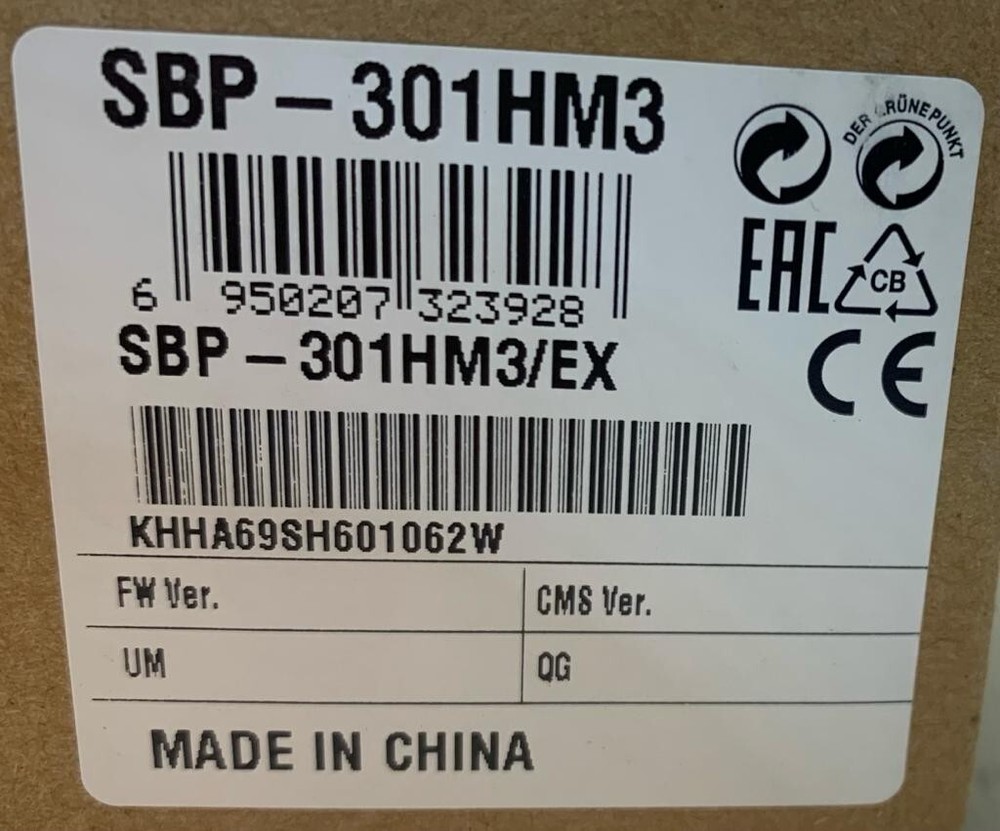 SBP-301HM3
DER GRÜNE PUNKT
6 950207 323928
EAC
CB
SBP-301HM3/EX
CE
KHHA69SH601062W
FW Ver.
CMS Ver.
UM
QG
MADE IN CHINA